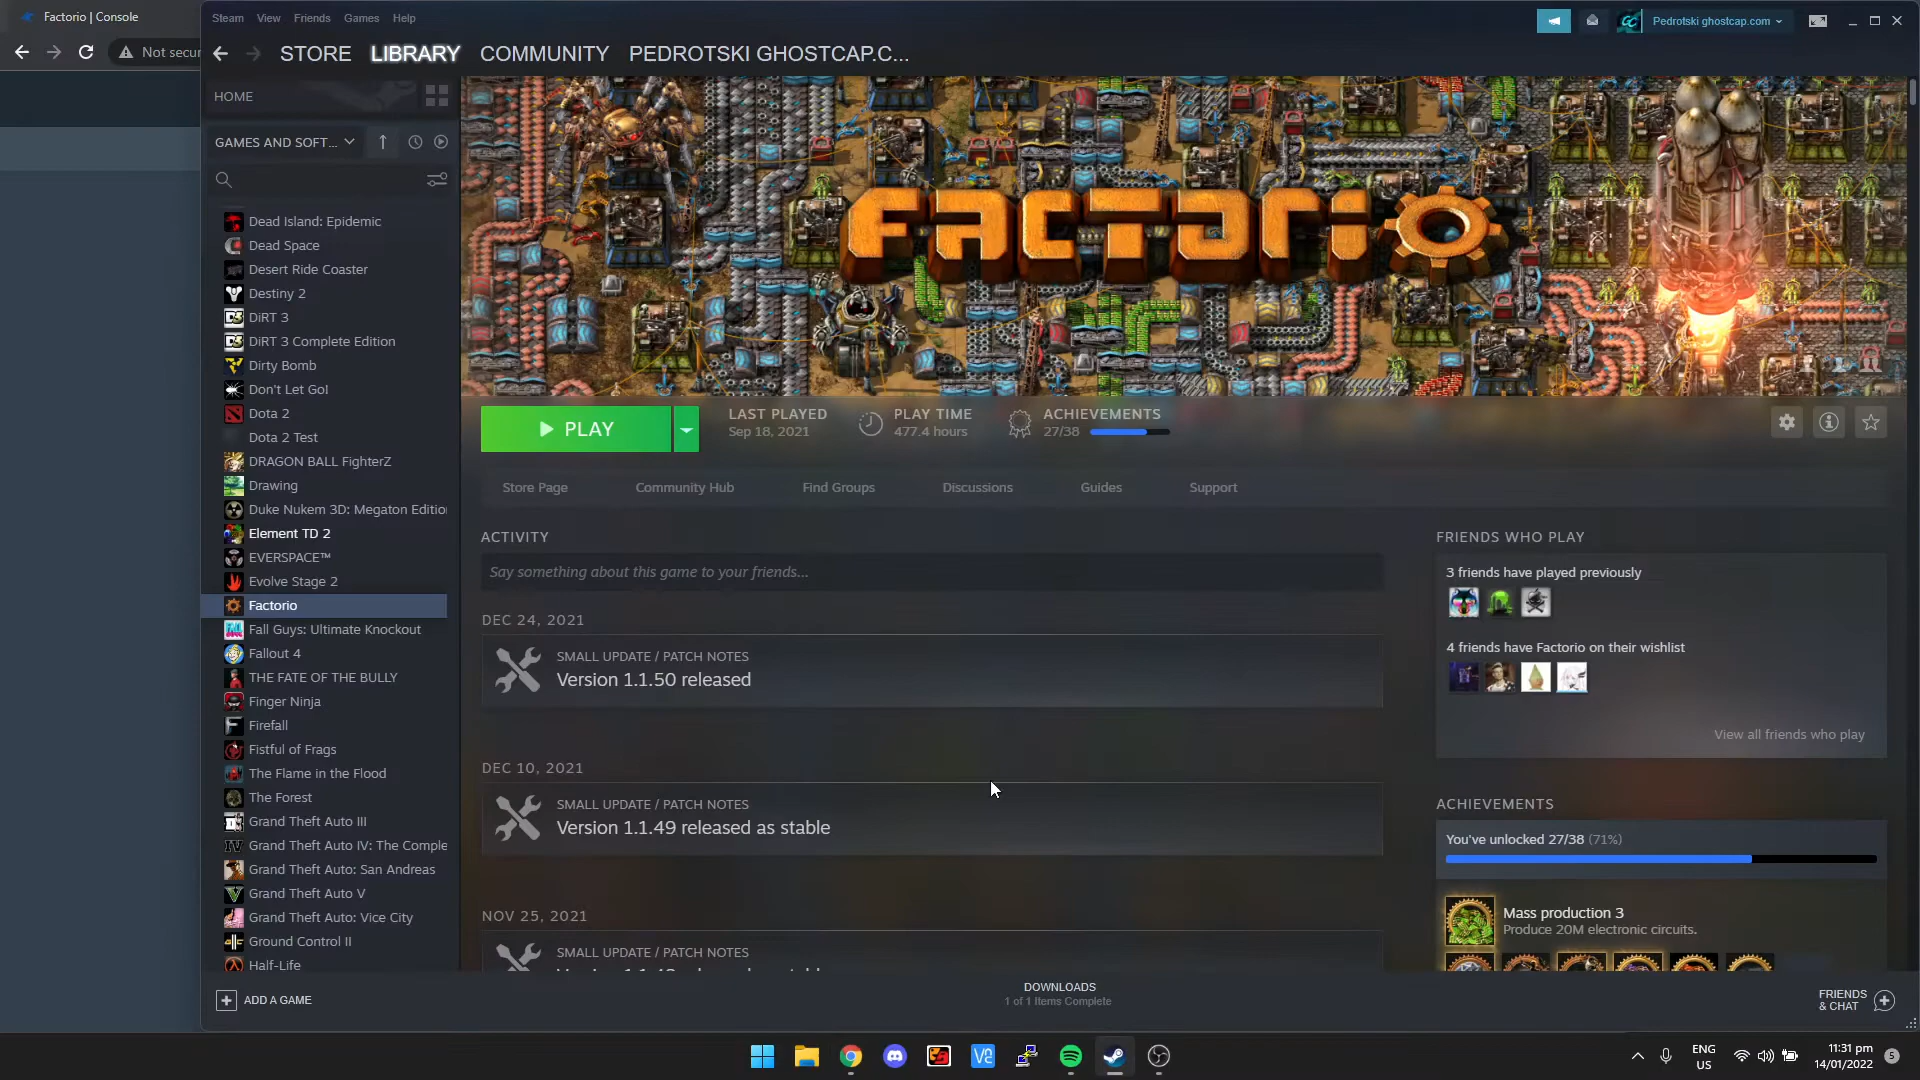 Factorio | Console
Not secur
Steam View Friends Games Help
Pedrotski ghostcap.com
STORE LIBRARY COMMUNITY PEDROTSKI GHOSTCAP.C...
HOME
GAMES AND SOFT...
Dead Island: Epidemic
Dead Space
Desert Ride Coaster
Destiny 2
DiRT 3
DiRT 3 Complete Edition
Dirty Bomb
Don't Let Go!
Dota 2
Dota 2 Test
DRAGON BALL FighterZ
Drawing
Duke Nukem 3D: Megaton Editio
Element TD 2
EVERSPACE™
Evolve Stage 2
Factorio
Fall Guys: Ultimate Knockout
Fallout 4
THE FATE OF THE BULLY
Finger Ninja
Firefall
Fistful of Frags
The Flame in the Flood
The Forest
Grand Theft Auto III
Grand Theft Auto IV: The Comple
Grand Theft Auto: San Andreas
Grand Theft Auto V
Grand Theft Auto: Vice City
Ground Control II
Half-Life
ADD A GAME
FACTORIO
PLAY
LAST PLAYED
Sep 18, 2021
PLAY TIME
477.4 hours
ACHIEVEMENTS
27/38
Store Page Community Hub Find Groups Discussions Guides Support
ACTIVITY
Say something about this game to your friends...
DEC 24, 2021
SMALL UPDATE / PATCH NOTES
Version 1.1.50 released
DEC 10, 2021
SMALL UPDATE / PATCH NOTES
Version 1.1.49 released as stable
NOV 25, 2021
SMALL UPDATE / PATCH NOTES
FRIENDS WHO PLAY
3 friends have played previously
4 friends have Factorio on their wishlist
View all friends who play
ACHIEVEMENTS
You've unlocked 27/38 (71%)
Mass production 3
Produce 20M electronic circuits.
DOWNLOADS
1 of 1 Items Complete
FRIENDS
& CHAT
ENG
US
11:31 pm
14/01/2022
5